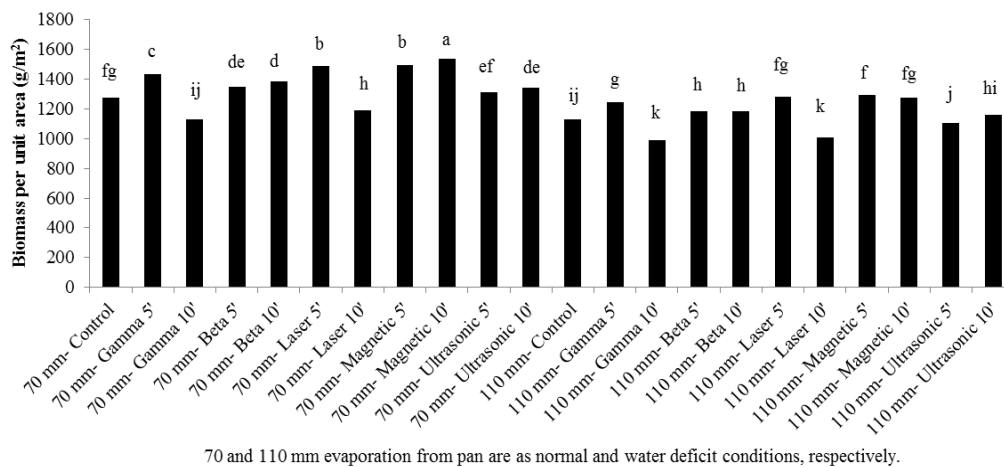 Biomass per unit area (g/m²)
1800
1600
1400
1200
1000
800
600
400
200
0
fg
c
ij
de
d
b
h
b
a
ef
de
ij
g
k
h
h
fg
k
f
fg
j
hi
70 mm- Control
70 mm- Gamma 5'
70 mm- Gamma 10'
70 mm- Beta 5'
70 mm- Beta 10'
70 mm- Laser 5'
70 mm- Laser 10'
70 mm- Magnetic 5'
70 mm- Magnetic 10'
70 mm- Ultrasonic 5'
70 mm- Ultrasonic 10'
110 mm- Control
110 mm- Gamma 5'
110 mm- Gamma 10'
110 mm- Beta 5'
110 mm- Beta 10'
110 mm- Laser 5'
110 mm- Laser 10'
110 mm- Magnetic 5'
110 mm- Magnetic 10'
110 mm- Ultrasonic 5'
110 mm- Ultrasonic 10'
70 and 110 mm evaporation from pan are as normal and water deficit conditions, respectively.